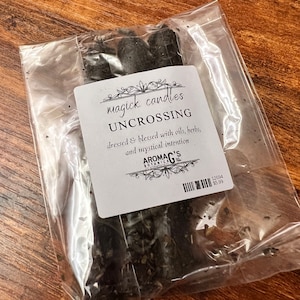 magick candles
UNCROSSING
dressed & blessed with oils, herbs,
and mystical intention
AROMAG'S